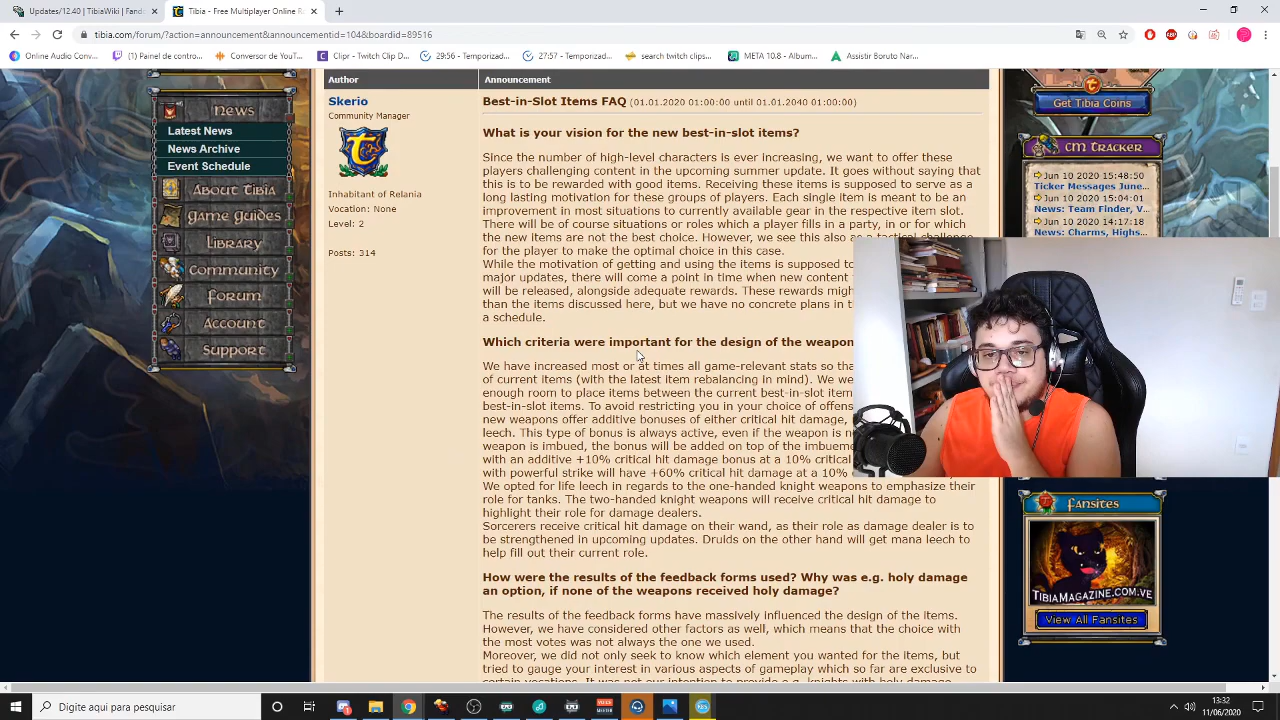 Updates/12.40 | TibiaWiki | Fandom
Tibia - Free Multiplayer Online R
tibia.com/forum/?action=announcement&announcementid=104&boardid=89516
Online Audio Conv...
(1) Painel de contro...
Conversor de YouT...
Clipr - Twitch Clip D...
29:56 - Temporizad...
27:57 - Temporizad...
search twitch clips...
META 10.8 - Album...
Assistir Boruto Nar...
News
Latest News
News Archive
Event Schedule
About Tibia
Game Guides
Library
Community
Forum
Account
Support
Author
Announcement
Skerio
Community Manager
Inhabitant of Relania
Vocation: None
Level: 2
Posts: 314
Best-in-Slot Items FAQ (01.01.2020 01:00:00 until 01.01.2040 01:00:00)
What is your vision for the new best-in-slot items?
Since the number of high-level characters is ever increasing, we want to offer these
players challenging content in the upcoming summer update. It goes without saying that
this is to be rewarded with good items. Receiving these items is supposed to serve as a
long lasting motivation for these groups of players. Each single item is meant to be an
improvement in most situations to currently available gear in the respective item slot.
There will be of course situations or roles which a player fills in a party, in or for which
the new items are not the best choice. However, we see this also as a tactical challenge
for the player to make the optimal choice in this case.
While the motivation of getting and using the items is supposed to
major updates, there will come a point in time when new content
will be released, alongside adequate rewards. These rewards migh
than the items discussed here, but we have no concrete plans in t
a schedule.
Which criteria were important for the design of the weapon
We have increased most or at times all game-relevant stats so tha
of current items (with the latest item rebalancing in mind). We we
enough room to place items between the current best-in-slot item
best-in-slot items. To avoid restricting you in your choice of offens
new weapons offer additive bonuses of either critical hit damage,
leech. This type of bonus is always active, even if the weapon is no
weapon is imbued, the bonus will be added on top of the imbueme
with an additive +10% critical hit damage bonus at a 10% critical
with powerful strike will have +60% critical hit damage at a 10%
We opted for life leech in regards to the one-handed knight weapons to emphasize their
role for tanks. The two-handed knight weapons will receive critical hit damage to
highlight their role for damage dealers.
Sorcerers receive critical hit damage on their wand, as their role as damage dealer is to
be strengthened in upcoming updates. Druids on the other hand will get mana leech to
help fill out their current role.
How were the results of the feedback forms used? Why was e.g. holy damage
an option, if none of the weapons received holy damage?
The results of the feedback forms have massively influenced the design of the items.
However, we have considered other factors as well, which means that the choice with
the most votes was not always the one we used.
Moreover, we did not only seek to know which element you wanted for the items, but
tried to gauge your interest in various aspects of gameplay which so far are exclusive to
certain vocations. It was not our intention to provide e.g. knights with holy damage
Get Tibia Coins
CM Tracker
Jun 10 2020 15:48:50
Ticker Messages June...
Jun 10 2020 15:04:01
News: Team Finder, V...
Jun 10 2020 14:17:18
News: Charms, Highs...
Fansites
TIBIAMAGAZINE.COM.VE
View All Fansites
Digite aqui para pesquisar
13:32
11/06/2020